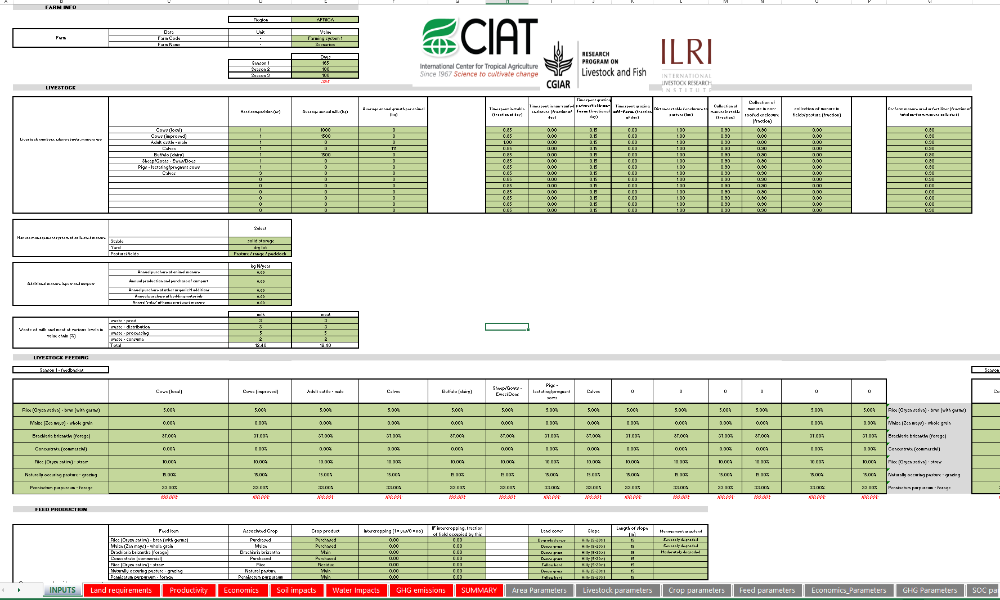 A B C D E F G H I J K L M N O P Q
FARM INFO
Region AFRICA
Farm Data Unit Value
Farm Code - Farming system 1
Farm Name - Scenarios
Days
Season 1 165
Season 2 100
Season 3 100
365
CIAT
International Center for Tropical Agriculture
Since 1967 Science to cultivate change
CGIAR
RESEARCH
PROGRAM ON
Livestock and Fish
ILRI
INTERNATIONAL
LIVESTOCK RESEARCH
INSTITUTE
LIVESTOCK
Livestock numbers, whereabouts, manure use
Herd composition (nr)
Average annual milk (kg)
Average annual growth per animal
(kg)
Time spent in stable
(fraction of day)
Time spent in non-roofed
enclosure (fraction of
day)
Time spent grazing
pasture/fields on-
farm (fraction of
day)
Time spent grazing
off-farm (fraction
of day)
Distance stable / enclosure to
pasture (km)
Collection of
manure in stable
(fraction)
Collection of
manure in non-
roofed enclosure
(fraction)
collection of manure in
fields/pasture (fraction)
On-farm manure used as fertilizer (fraction of
total on-farm manure collected)
Cows (local) 1 1000 0 0.85 0.00 0.15 0.00 1.00 0.90 0.90 0.00 0.90
Cows (improved) 1 1500 0 0.85 0.00 0.15 0.00 1.00 0.90 0.00 0.00 0.90
Adult cattle - male 1 0 0 1.00 0.00 0.15 0.00 1.00 0.90 0.00 0.00 0.90
Calves 1 0 111 0.85 0.00 0.15 0.00 1.00 0.90 0.90 0.00 0.90
Buffalo (dairy) 1 1500 0 0.85 0.00 0.15 0.00 1.00 0.90 0.90 0.00 0.90
Sheep/Goats - Ewes/Does 1 0 0 0.85 0.00 0.15 0.00 1.00 0.90 0.90 0.00 0.90
Pigs - lactating/pregnant sows 1 0 0 0.85 0.00 0.15 0.00 1.00 0.90 0.90 0.00 0.90
Calves 3 0 0 0.85 0.00 0.15 0.00 1.00 0.90 0.90 0.00 0.90
0 0 0 0.85 0.00 0.15 0.00 1.00 0.90 0.90 0.00 0.90
0 0 0 0.85 0.00 0.15 0.00 1.00 0.90 0.90 0.00 0.00
0 0 0 0.85 0.00 0.15 0.00 1.00 0.90 0.90 0.00 0.00
0 0 0 0.85 0.00 0.15 0.00 1.00 0.90 0.90 0.00 0.00
0 0 0 0.85 0.00 0.15 0.00 1.00 0.90 0.90 0.00 0.00
0 0 0 0.85 0.00 0.15 0.00 1.00 0.90 0.90 0.00 0.90
Manure management system of collected manure
Select
Stable solid storage
Yard dry lot
Pasture/fields Pasture / range / paddock
Additional manure inputs and outputs
kg N/year
Annual purchase of animal manure 0.00
Annual production and purchase of compost 0.00
Annual purchase of other organic N additions 0.00
Annual purchase of bedding materials 0.00
Annual 'sales' of home produced manure 0.00
Waste of milk and meat at various levels in
value chain (%)
milk meat
waste - prod 3 3
waste - distribution 3 3
waste - processing 5 5
waste - consume 2 2
Total 12.40 12.40
LIVESTOCK FEEDING
Season 1 - feedbasket Season
Cows (local) Cows (improved) Adult cattle - male Calves Buffalo (dairy) Sheep/Goats - Ewes/Does Pigs - lactating/pregnant sows Calves 0 0 0 0 0 0 Co
Rice (Oryza sativa) - bran (with germs) 5.00% 5.00% 5.00% 5.00% 5.00% 5.00% 5.00% 5.00% 5.00% 5.00% 5.00% 5.00% 5.00% 5.00% Rice (Oryza sativa) - bran (with germs)
Maize (Zea mays) - whole grain 0.00% 0.00% 0.00% 0.00% 0.00% 0.00% 0.00% 0.00% 0.00% 0.00% 0.00% 0.00% 0.00% 0.00% Maize (Zea mays) - whole grain
Brachiaria brizantha (forage) 37.00% 37.00% 37.00% 37.00% 37.00% 37.00% 37.00% 37.00% 37.00% 37.00% 37.00% 37.00% 37.00% 37.00% Brachiaria brizantha (forage)
Concentrate (commercial) 0.00% 0.00% 0.00% 0.00% 0.00% 0.00% 0.00% 0.00% 0.00% 0.00% 0.00% 0.00% 0.00% 0.00% Concentrate (commercial)
Rice (Oryza sativa) - straw 10.00% 10.00% 10.00% 10.00% 10.00% 10.00% 10.00% 10.00% 10.00% 10.00% 10.00% 10.00% 10.00% 10.00% Rice (Oryza sativa) - straw
Naturally occuring pasture - grazing 15.00% 15.00% 15.00% 15.00% 15.00% 15.00% 15.00% 15.00% 15.00% 15.00% 15.00% 15.00% 15.00% 15.00% Naturally occuring pasture - grazing
Pennisetum purpureum - forage 33.00% 33.00% 33.00% 33.00% 33.00% 33.00% 33.00% 33.00% 33.00% 33.00% 33.00% 33.00% 33.00% 33.00% Pennisetum purpureum - forage
100.00% 100.00% 100.00% 100.00% 100.00% 100.00% 100.00% 100.00% 100.00% 100.00% 100.00% 100.00% 100.00% 100.00%
FEED PRODUCTION
Feed item Associated Crop Crop product intercropping (1 = yes/0 = no) IF intercropping, fraction of field occupied by this Land cover Slope Length of slope (m) Management grassland
Rice (Oryza sativa) - bran (with germs) Purchased Purchased 0.00 0.00 Degraded grass Hilly (5-20%) 15 Severely degraded
Maize (Zea mays) - whole grain Maize Purchased 0.00 0.00 Dense grass Hilly (5-20%) 15 Severely degraded
Brachiaria brizantha (forage) Brachiaria brizantha Main 0.00 0.00 Dense grass Hilly (5-20%) 15 Moderately degraded
Concentrate (commercial) Purchased Purchased 0.00 0.00 Dense grass Hilly (5-20%) 15
Rice (Oryza sativa) - straw Rice Residue 0.00 0.00 Fallow hard Hilly (5-20%) 15
Naturally occuring pasture - grazing Natural pasture Main 0.00 0.00 Dense grass Hilly (5-20%) 15
Pennisetum purpureum - forage Pennisetum purpureum Main 0.00 0.00 Fallow hard Hilly (5-20%) 15
INPUTS Land requirements Productivity Economics Soil impacts Water Impacts GHG emissions SUMMARY Area Parameters Livestock parameters Crop parameters Feed parameters Economics_Parameters GHG Parameters SOC par